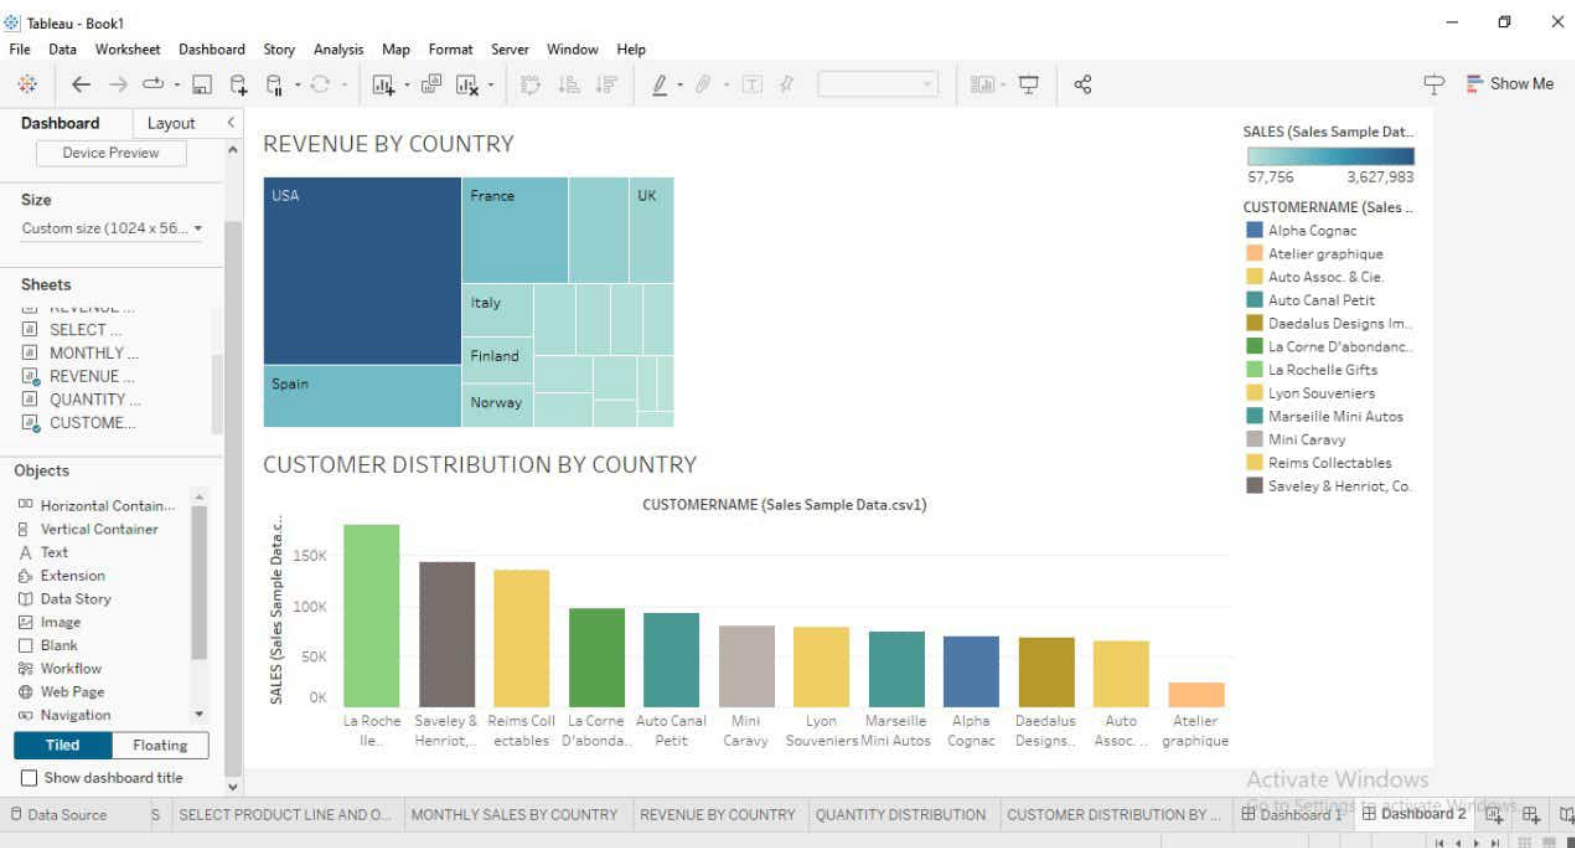 Tableau - Book1
File Data Worksheet Dashboard Story Analysis Map Format Server Window Help
Show Me
Dashboard Layout
Device Preview
Size
Custom size (1024 x 56...
Sheets
SELECT ...
MONTHLY ...
REVENUE ...
QUANTITY ...
CUSTOME...
Objects
Horizontal Contain...
Vertical Container
Text
Extension
Data Story
Image
Blank
Workflow
Web Page
Navigation
Tiled Floating
Show dashboard title
REVENUE BY COUNTRY
USA
France
UK
Italy
Finland
Norway
Spain
CUSTOMER DISTRIBUTION BY COUNTRY
CUSTOMERNAME (Sales Sample Data.csv1)
SALES (Sales Sample Data.c..
150K
100K
50K
0K
La Roche lle..
Saveley & Henriot,..
Reims Coll ectables
La Corne D'abonda..
Auto Canal Petit
Mini Caravy
Lyon Souveniers
Marseille Mini Autos
Alpha Cognac
Daedalus Designs..
Auto Assoc. ..
Atelier graphique
SALES (Sales Sample Dat..
57,756 3,627,983
CUSTOMERNAME (Sales ..
Alpha Cognac
Atelier graphique
Auto Assoc. & Cie.
Auto Canal Petit
Daedalus Designs Im..
La Corne D'abondanc..
La Rochelle Gifts
Lyon Souveniers
Marseille Mini Autos
Mini Caravy
Reims Collectables
Saveley & Henriot, Co.
Activate Windows
Go to Settings to activate Windows.
Data Source S SELECT PRODUCT LINE AND O... MONTHLY SALES BY COUNTRY REVENUE BY COUNTRY QUANTITY DISTRIBUTION CUSTOMER DISTRIBUTION BY ... Dashboard 1 Dashboard 2